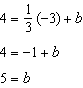 4 = 1/3 (−3) + b
4 = −1 + b
5 = b